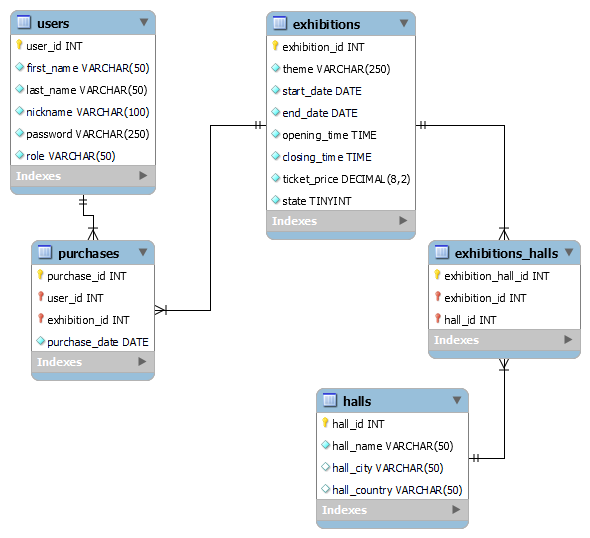 users
user_id INT
first_name VARCHAR(50)
last_name VARCHAR(50)
nickname VARCHAR(100)
password VARCHAR(250)
role VARCHAR(50)
Indexes
exhibitions
exhibition_id INT
theme VARCHAR(250)
start_date DATE
end_date DATE
opening_time TIME
closing_time TIME
ticket_price DECIMAL(8,2)
state TINYINT
Indexes
purchases
purchase_id INT
user_id INT
exhibition_id INT
purchase_date DATE
Indexes
exhibitions_halls
exhibition_hall_id INT
exhibition_id INT
hall_id INT
Indexes
halls
hall_id INT
hall_name VARCHAR(50)
hall_city VARCHAR(50)
hall_country VARCHAR(50)
Indexes